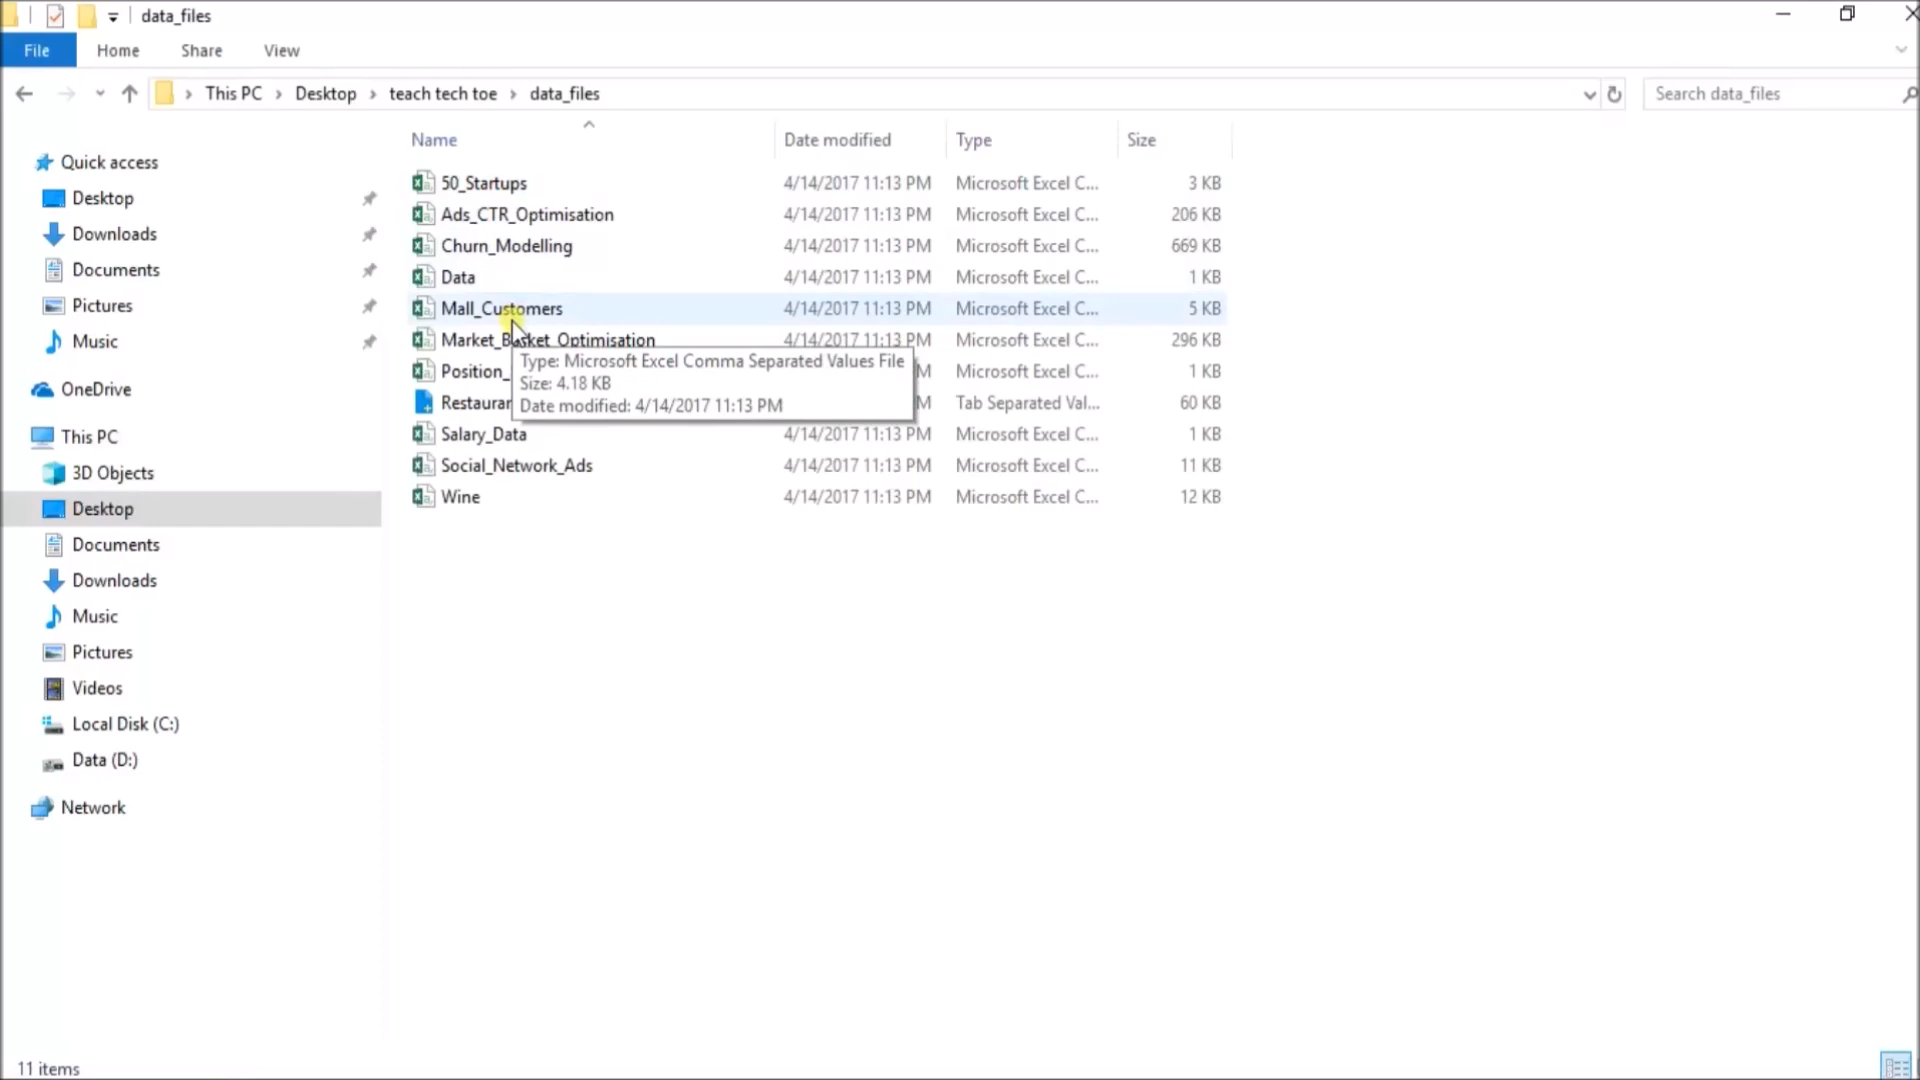 data_files
File Home Share View
This PC Desktop teach tech toe data_files Search data_files
Name Date modified Type Size
Quick access
Desktop
Downloads
Documents
Pictures
Music
OneDrive
This PC
3D Objects
Desktop
Documents
Downloads
Music
Pictures
Videos
Local Disk (C:)
Data (D:)
Network
50_Startups 4/14/2017 11:13 PM Microsoft Excel C... 3 KB
Ads_CTR_Optimisation 4/14/2017 11:13 PM Microsoft Excel C... 206 KB
Churn_Modelling 4/14/2017 11:13 PM Microsoft Excel C... 669 KB
Data 4/14/2017 11:13 PM Microsoft Excel C... 1 KB
Mall_Customers 4/14/2017 11:13 PM Microsoft Excel C... 5 KB
Market_Basket_Optimisation 4/14/2017 11:13 PM Microsoft Excel C... 296 KB
Position_ M Microsoft Excel C... 1 KB
Restaurar M Tab Separated Val... 60 KB
Type: Microsoft Excel Comma Separated Values File
Size: 4.18 KB
Date modified: 4/14/2017 11:13 PM
Salary_Data 4/14/2017 11:13 PM Microsoft Excel C... 1 KB
Social_Network_Ads 4/14/2017 11:13 PM Microsoft Excel C... 11 KB
Wine 4/14/2017 11:13 PM Microsoft Excel C... 12 KB
11 items